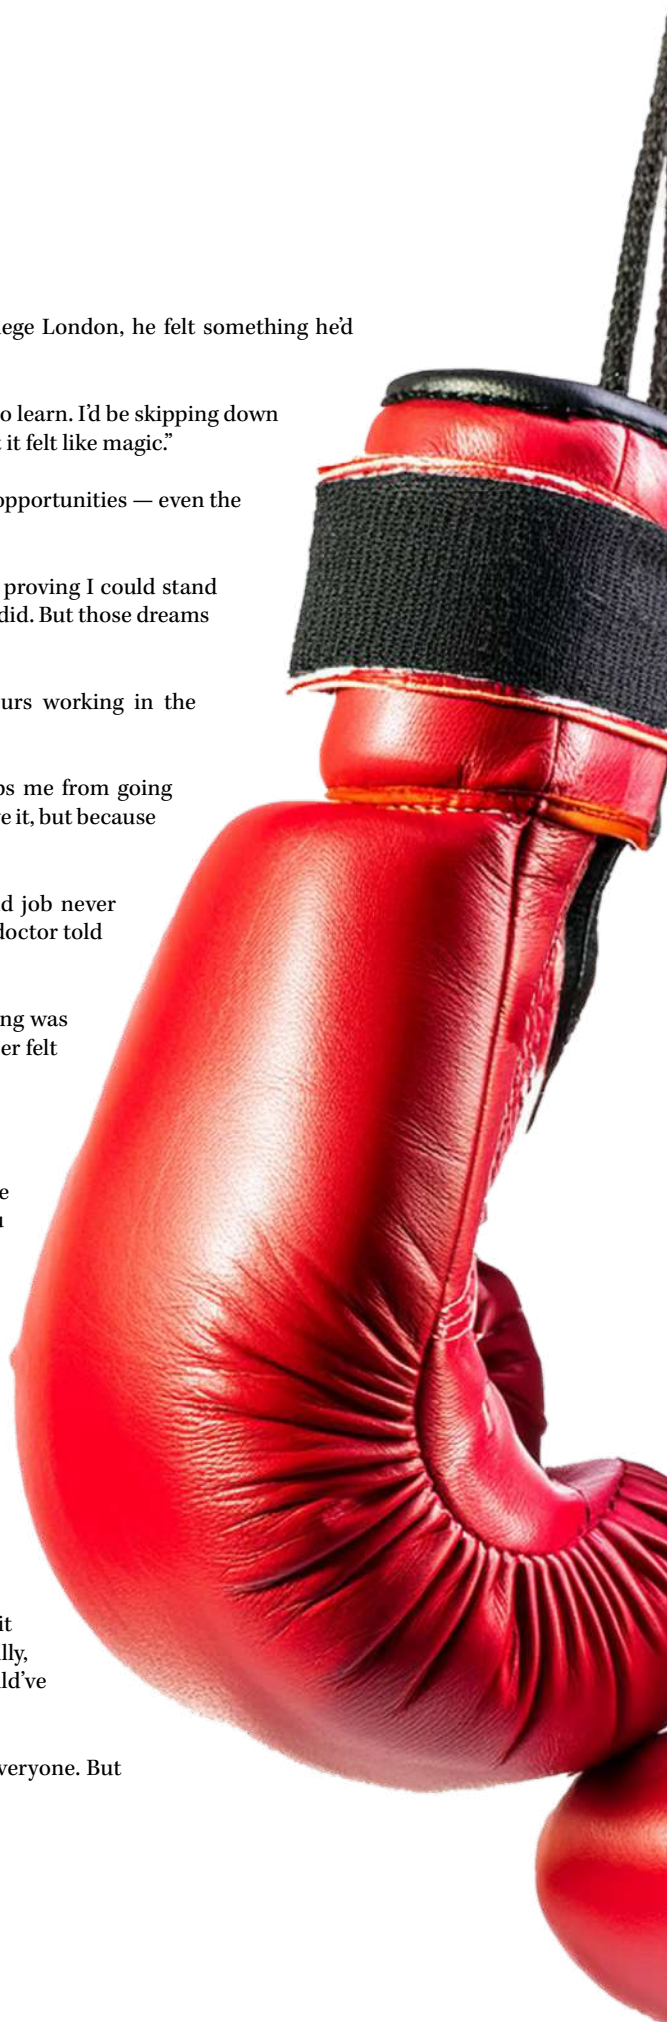 ege London, he felt something he'd
o learn. I'd be skipping down
it felt like magic."
opportunities — even the
proving I could stand
did. But those dreams
urs working in the
os me from going
e it, but because
d job never
doctor told
ng was
er felt
e
it
lly,
ld've
veryone. But